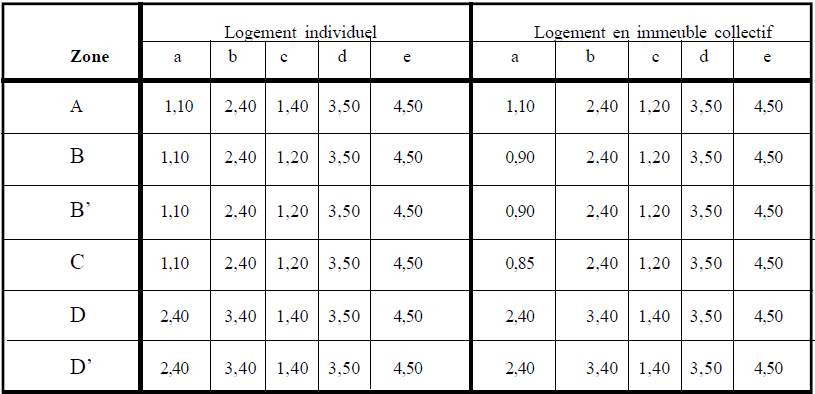 Logement individuel Logement en immeuble collectif
Zone a b c d e a b c d e
A 1,10 2,40 1,40 3,50 4,50 1,10 2,40 1,20 3,50 4,50
B 1,10 2,40 1,20 3,50 4,50 0,90 2,40 1,20 3,50 4,50
B’ 1,10 2,40 1,20 3,50 4,50 0,90 2,40 1,20 3,50 4,50
C 1,10 2,40 1,20 3,50 4,50 0,85 2,40 1,20 3,50 4,50
D 2,40 3,40 1,40 3,50 4,50 2,40 3,40 1,40 3,50 4,50
D’ 2,40 3,40 1,40 3,50 4,50 2,40 3,40 1,40 3,50 4,50